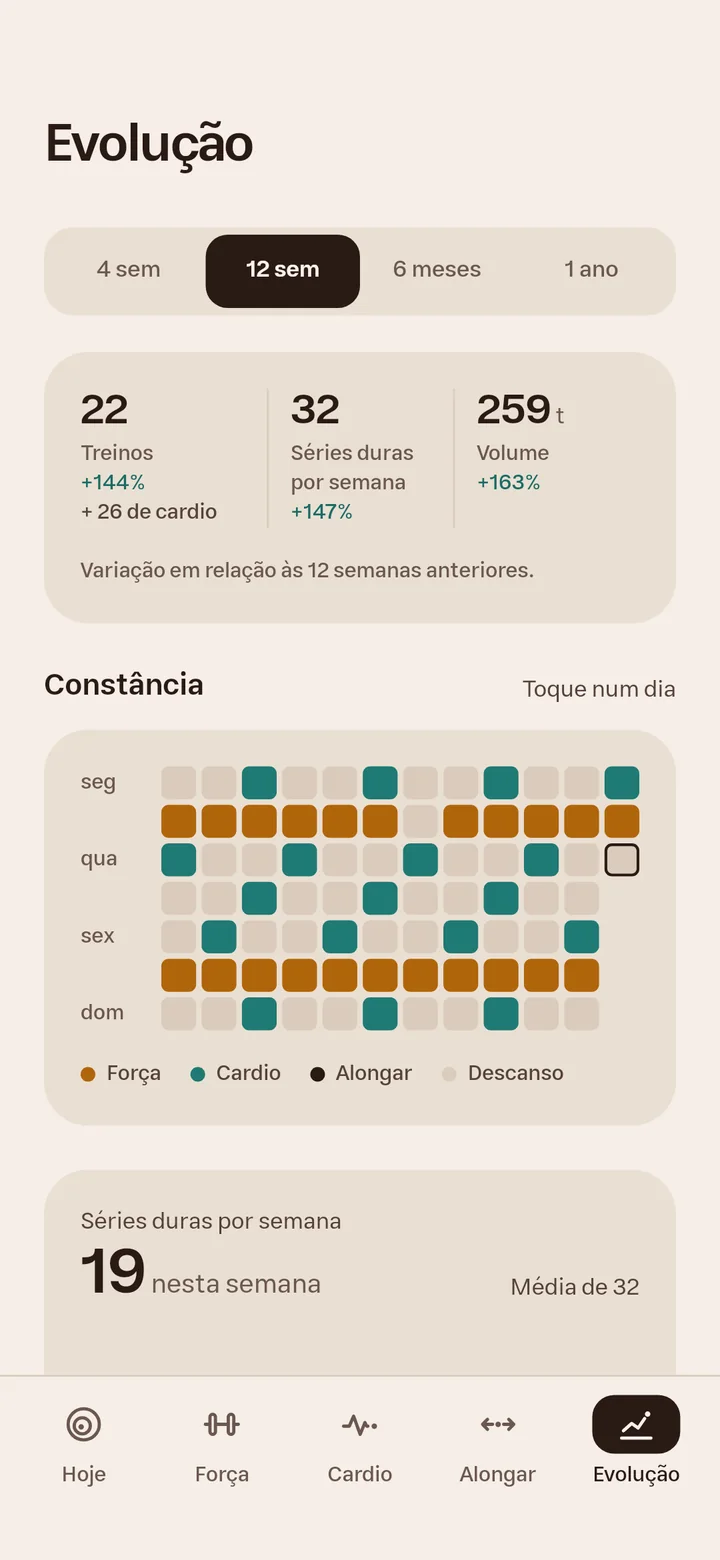 Evolução
4 sem 12 sem 6 meses 1 ano
22 32 259 t
Treinos Séries duras Volume
+144% por semana +163%
+ 26 de cardio +147%
Variação em relação às 12 semanas anteriores.
Constância Toque num dia
seg
qua
sex
dom
Força Cardio Alongar Descanso
Séries duras por semana
19 nesta semana Média de 32
Hoje Força Cardio Alongar Evolução